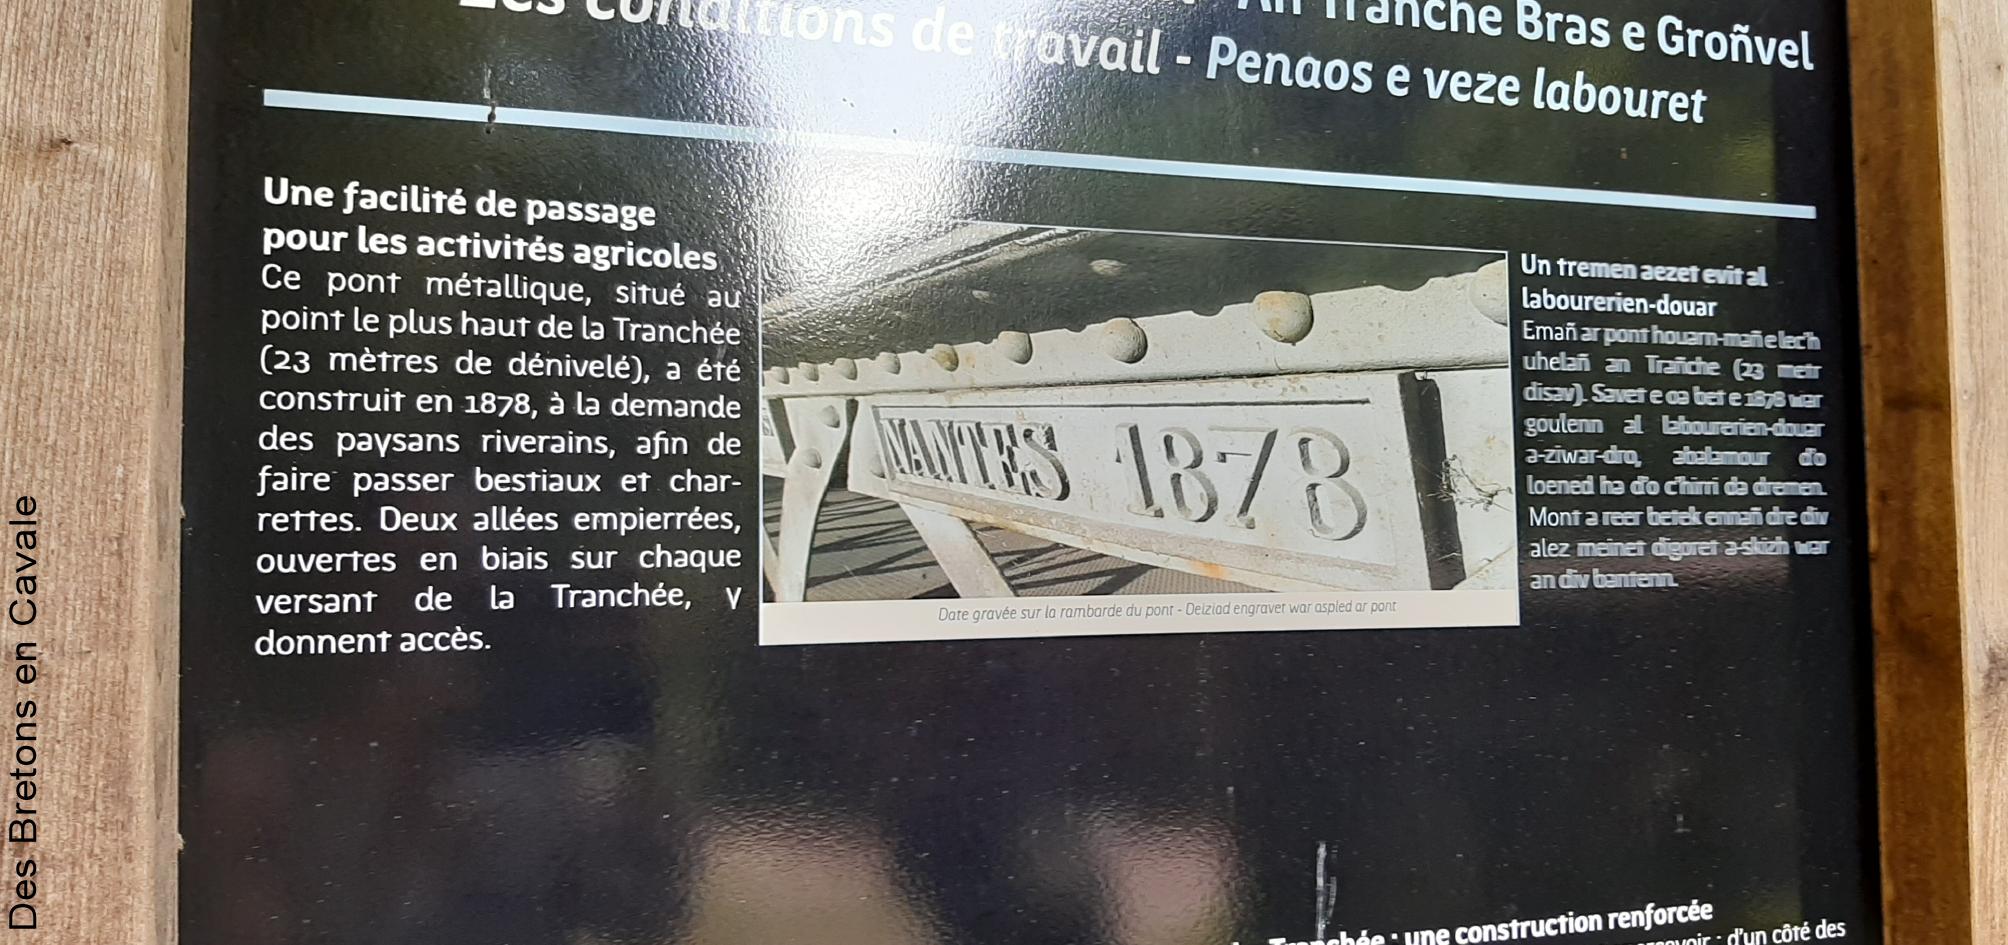 Les conditions de travail - Penaos e veze labouret
An Tranche Bras e Groñvel
Une facilité de passage
pour les activités agricoles
Ce pont métallique, situé au
point le plus haut de la Tranchée
(23 mètres de dénivelé), a été
construit en 1878, à la demande
des paysans riverains, afin de
faire passer bestiaux et char-
rettes. Deux allées empierrées,
ouvertes en biais sur chaque
versant de la Tranchée, y
donnent accès.
NANTES 1878
Date gravée sur la rambarde du pont - Deiziad engravet war aspled ar pont
Un tremen aezet evit al
labourerien-douar
Emañ ar pont houarn-mañ e lec'h
uhelañ an Trañche (23 metr
disav). Savet e oa bet e 1878 war
goulenn al labourerien-douar
a-ziwar-dro, abalamour d'o
loened ha d'o c'hirri da dremen.
Mont a reer betek ennañ dre div
alez meinet digoret a-skizh war
an div bantenn.
Tranchée : une construction renforcée
: d'un côté des
Des Bretons en Cavale